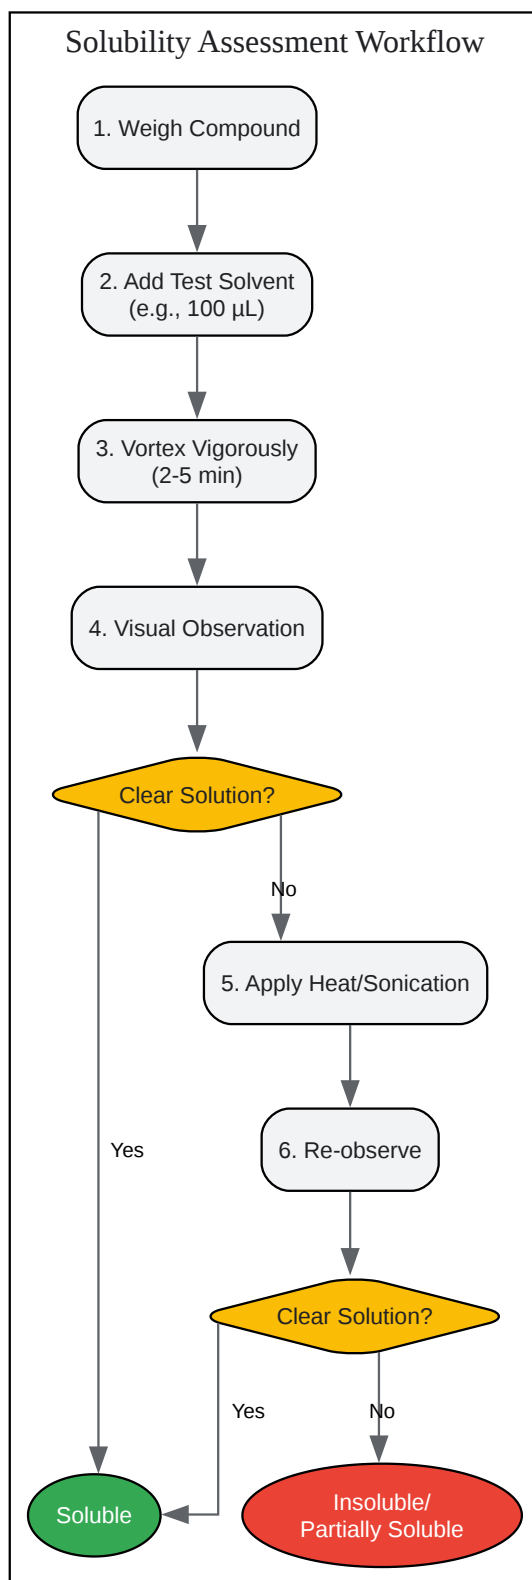 Solubility Assessment Workflow
1. Weigh Compound
2. Add Test Solvent
(e.g., 100 µL)
3. Vortex Vigorously
(2-5 min)
4. Visual Observation
Clear Solution?
No
5. Apply Heat/Sonication
Yes
6. Re-observe
Clear Solution?
Yes
No
Soluble
Insoluble/
Partially Soluble